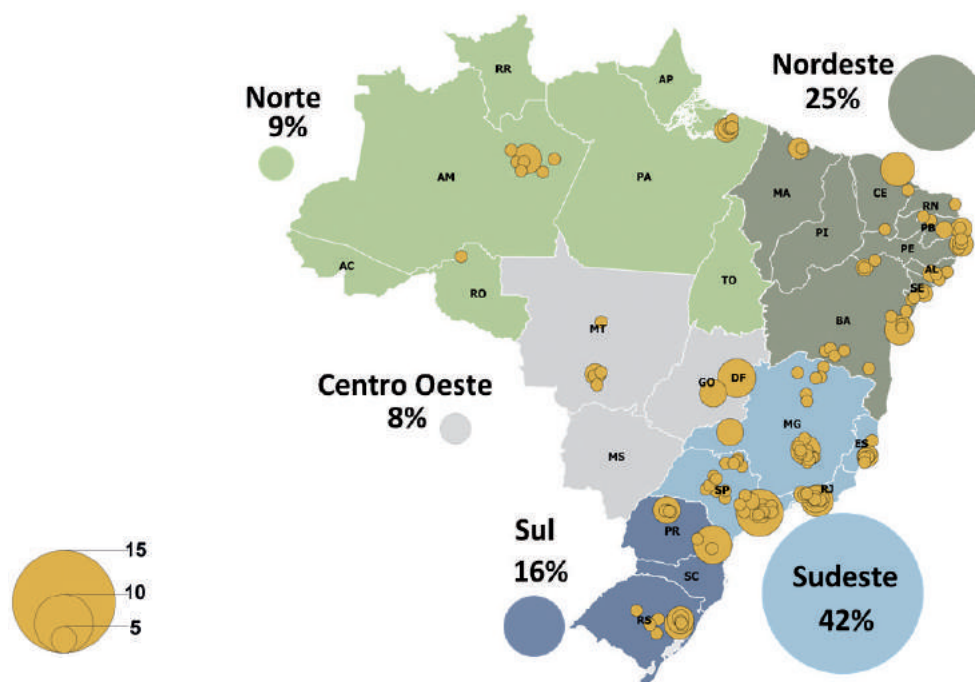 RR
AP
Norte
9%
Nordeste
25%
AM
PA
MA
CE
RN
PB
PI
PE
AC
AL
TO
SE
RO
BA
MT
Centro Oeste
8%
GO
DF
MG
ES
MS
SP
RJ
Sul
16%
PR
SC
RS
Sudeste
42%
15
10
5